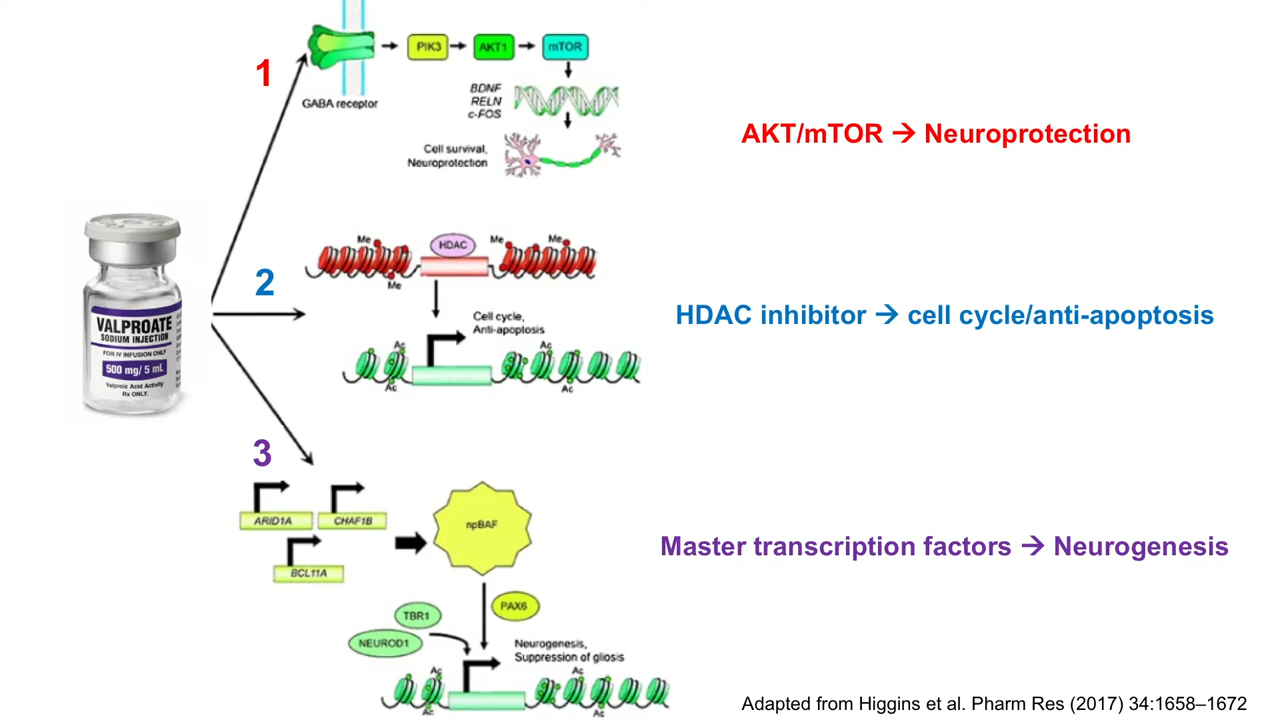 1
GABA receptor
PIK3
AKT1
mTOR
BDNF
RELN
c-FOS
Cell survival,
Neuroprotection
AKT/mTOR → Neuroprotection
2
Me
HDAC
Me
Me
Me
Cell cycle,
Anti-apoptosis
Ac
Ac
Ac
Ac
HDAC inhibitor → cell cycle/anti-apoptosis
VALPROATE
SODIUM INJECTION
FOR IV INFUSION ONLY
500 mg/ 5 mL
Valproic Acid Activity
Rx ONLY.
3
ARID1A
CHAF1B
BCL11A
npBAF
PAX6
TBR1
NEUROD1
Neurogenesis,
Suppression of gliosis
Ac
Ac
Ac
Ac
Master transcription factors → Neurogenesis
Adapted from Higgins et al. Pharm Res (2017) 34:1658–1672